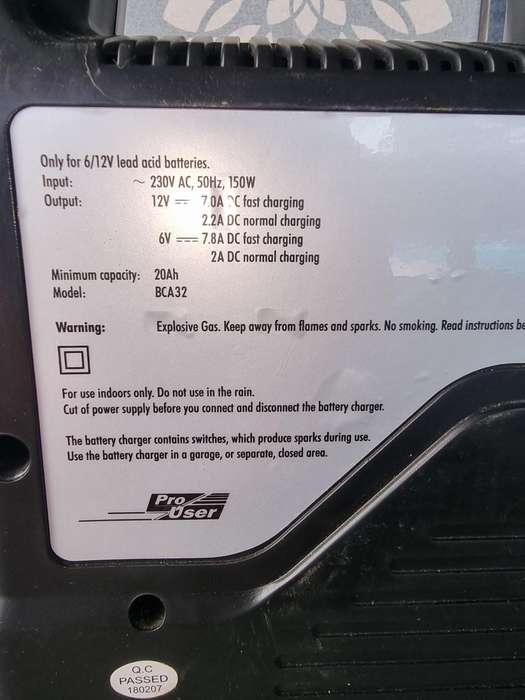 Only for 6/12V lead acid batteries.
Input: ~ 230V AC, 50Hz, 150W
Output: 12V ⎓ 7.0A DC fast charging
2.2A DC normal charging
6V ⎓ 7.8A DC fast charging
2A DC normal charging
Minimum capacity: 20Ah
Model: BCA32
Warning: Explosive Gas. Keep away from flames and sparks. No smoking. Read instructions be
For use indoors only. Do not use in the rain.
Cut of power supply before you connect and disconnect the battery charger.
The battery charger contains switches, which produce sparks during use.
Use the battery charger in a garage, or separate, closed area.
Pro
User
Q.C
PASSED
180207